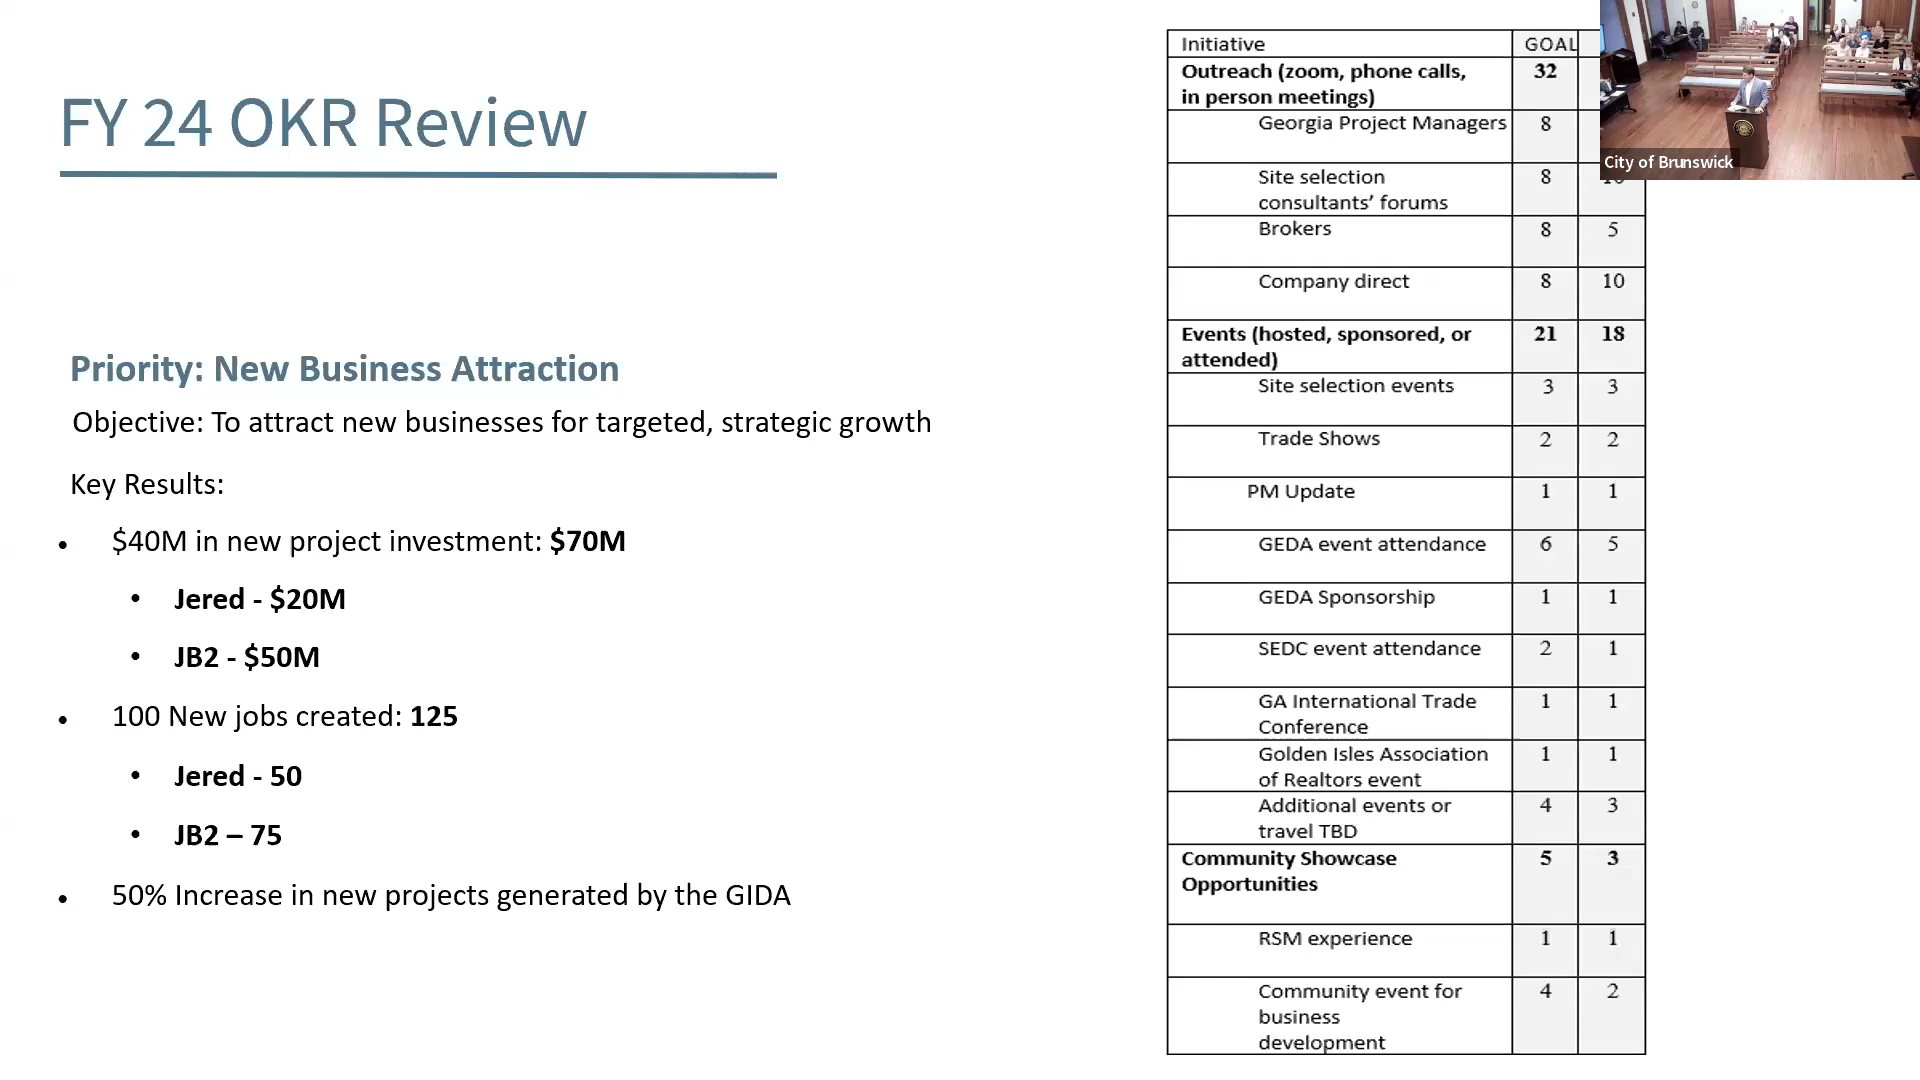 FY 24 OKR Review
Priority: New Business Attraction
Objective: To attract new businesses for targeted, strategic growth
Key Results:
• $40M in new project investment: $70M
• Jered - $20M
• JB2 - $50M
• 100 New jobs created: 125
• Jered - 50
• JB2 – 75
• 50% Increase in new projects generated by the GIDA
Initiative GOAL
Outreach (zoom, phone calls, 32
in person meetings)
Georgia Project Managers 8
Site selection 8
consultants’ forums
Brokers 8 5
Company direct 8 10
Events (hosted, sponsored, or 21 18
attended)
Site selection events 3 3
Trade Shows 2 2
PM Update 1 1
GEDA event attendance 6 5
GEDA Sponsorship 1 1
SEDC event attendance 2 1
GA International Trade 1 1
Conference
Golden Isles Association 1 1
of Realtors event
Additional events or 4 3
travel TBD
Community Showcase 5 3
Opportunities
RSM experience 1 1
Community event for 4 2
business
development
City of Brunswick